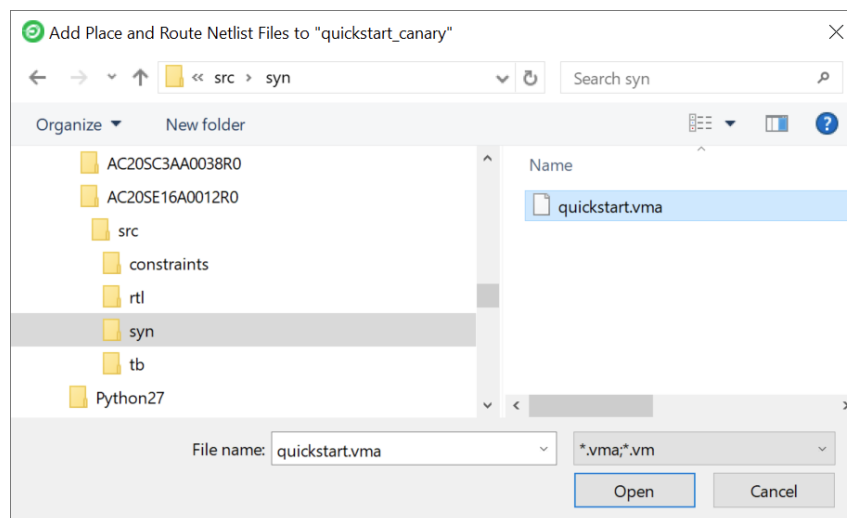 Add Place and Route Netlist Files to "quickstart_canary"
« src › syn
Search syn
Organize
New folder
AC20SC3AA0038R0
AC20SE16A0012R0
src
constraints
rtl
syn
tb
Python27
Name
quickstart.vma
File name: quickstart.vma
*.vma;*.vm
Open
Cancel